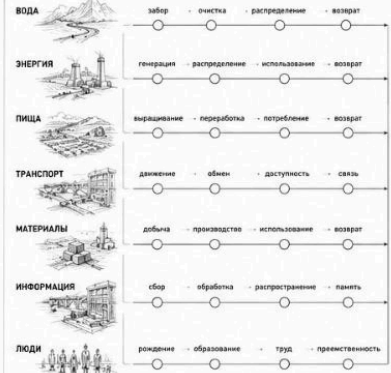 ВОДА
забор → очистка → распределение → возврат
ЭНЕРГИЯ
генерация → распределение → использование → возврат
ПИЩА
выращивание → переработка → потребление → возврат
ТРАНСПОРТ
движение → обмен → доступность → связь
МАТЕРИАЛЫ
добыча → производство → использование → возврат
ИНФОРМАЦИЯ
сбор → обработка → распространение → память
ЛЮДИ
рождение → образование → труд → преемственность